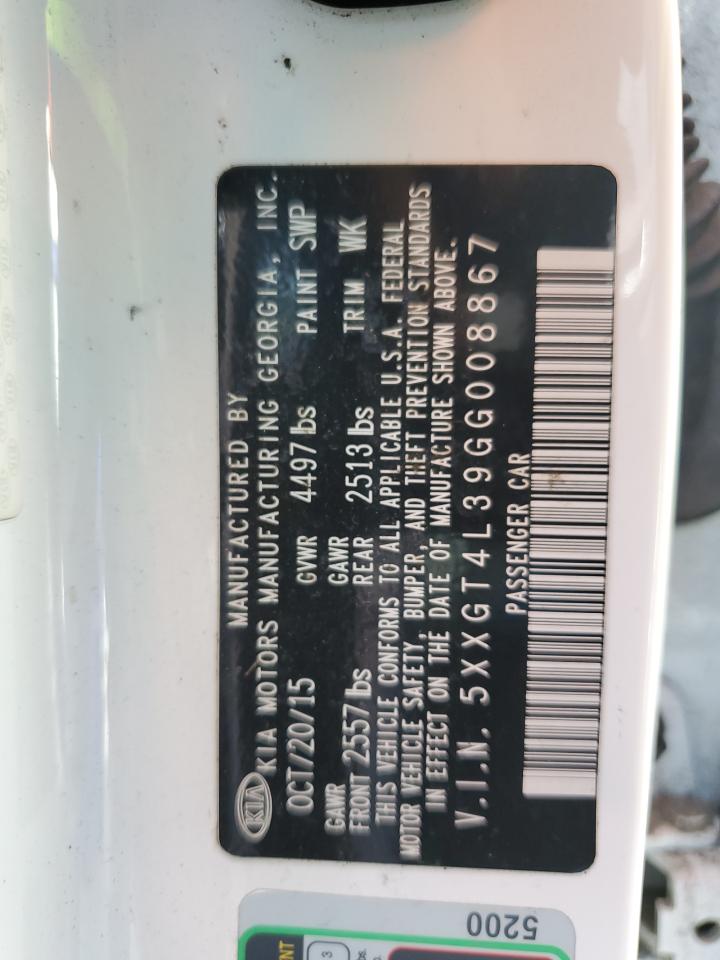 MANUFACTURED BY
KIA KIA MOTORS MANUFACTURING GEORGIA, INC.
OCT/20/15 GVWR 4497 lbs PAINT SWP
GAWR GAWR
FRONT 2557 lbs REAR 2513 lbs TRIM WK
THIS VEHICLE CONFORMS TO ALL APPLICABLE U.S.A. FEDERAL
MOTOR VEHICLE SAFETY, BUMPER, AND THEFT PREVENTION STANDARDS
IN EFFECT ON THE DATE OF MANUFACTURE SHOWN ABOVE.
V.I.N. 5XXGT4L39GG008867
PASSENGER CAR
5200
3